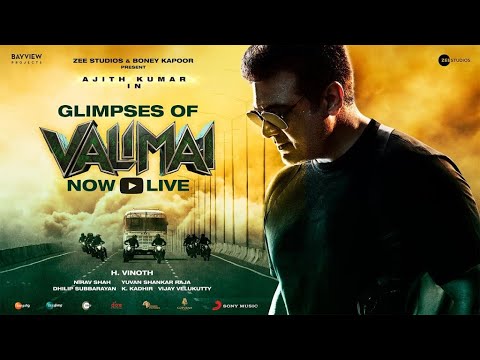 BAYVIEW
PROJECTS
ZEE STUDIOS & BONEY KAPOOR
PRESENT
AJITH KUMAR
IN
ZEE STUDIOS
GLIMPSES OF
VALIMAI
NOW LIVE
H. VINOTH
NIRAV SHAH YUVAN SHANKAR RAJA
DHILIP SUBBARAYAN K. KADHIR VIJAY VELUKUTTY
SONY MUSIC